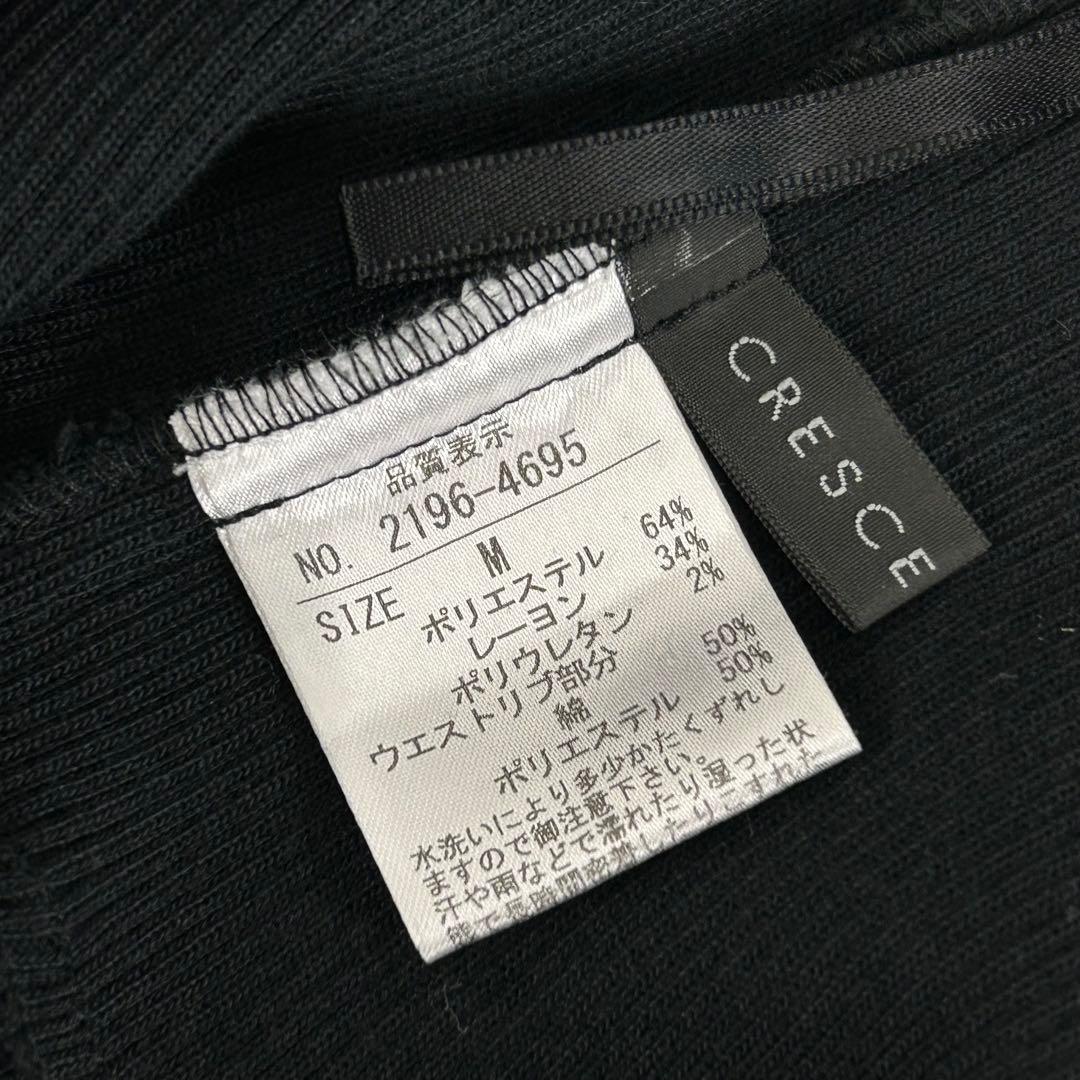 品質表示
NO. 2196-4695
SIZE M
ポリエステル 64%
レーヨン 34%
ポリウレタン 2%
ウエストリブ部分
綿 50%
ポリエステル 50%
水洗いにより多少かたくずれし
ますので御注意下さい。
汗や雨などで濡れたり湿った状
CRESCE